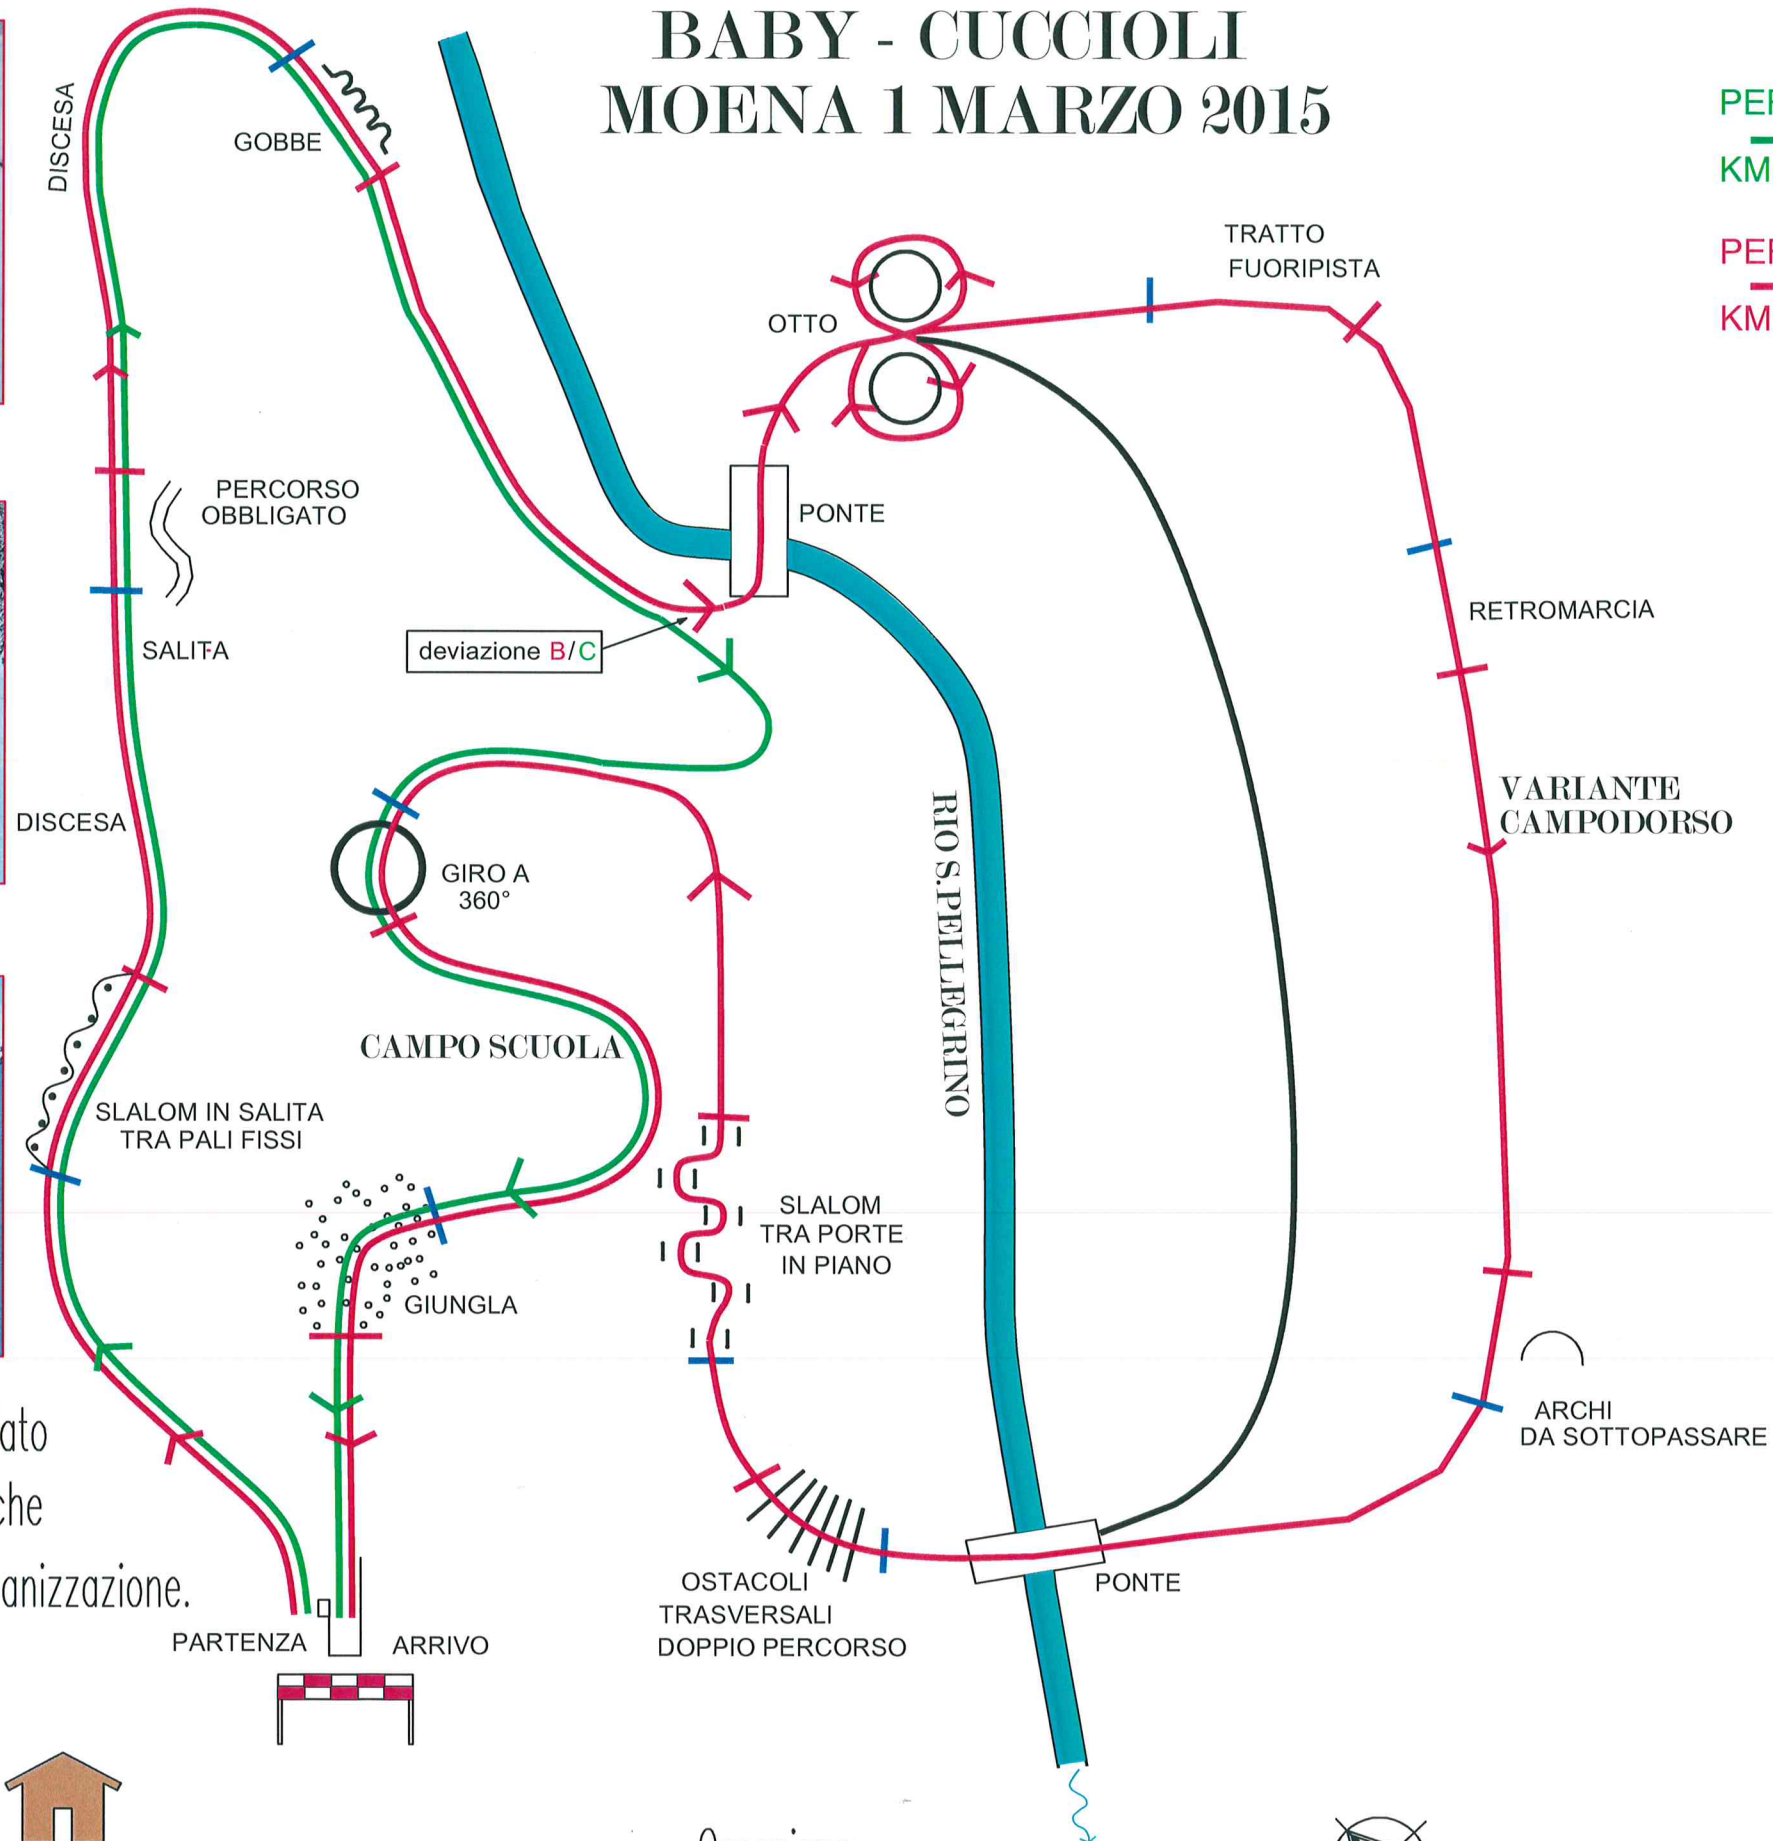 BABY - CUCCIOLI
MOENA 1 MARZO 2015
KM
KM
DISCESA
GOBBE
TRATTO
FUORIPISTA
OTTO
PERCORSO
OBBLIGATO
PONTE
SALITA
deviazione B/C
RETROMARCIA
DISCESA
VARIANTE
CAMPODORSO
GIRO A
360°
RIO S.PELLEGRINO
CAMPO SCUOLA
SLALOM IN SALITA
TRA PALI FISSI
SLALOM
TRA PORTE
IN PIANO
GIUNGLA
ARCHI
DA SOTTOPASSARE
ato
che
anizzazione.
OSTACOLI
TRASVERSALI
DOPPIO PERCORSO
PONTE
PARTENZA
ARRIVO